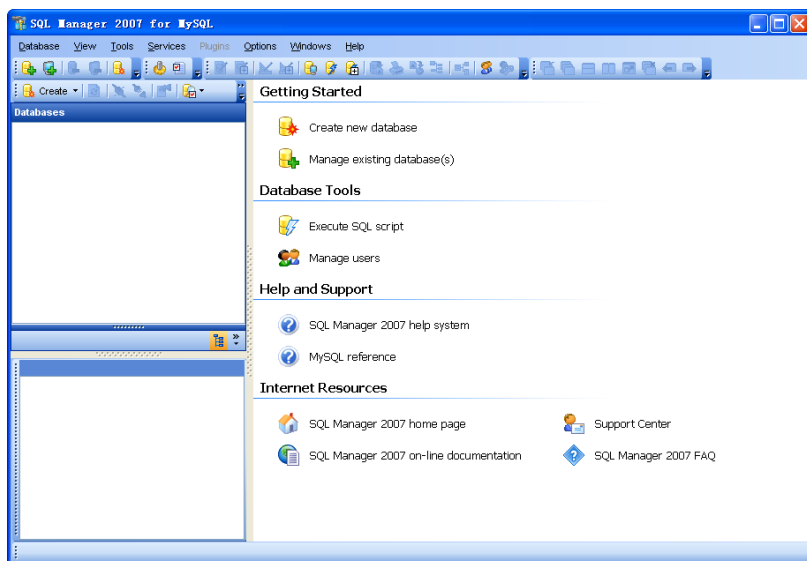 SQL Manager 2007 for MySQL
Database View Tools Services Plugins Options Windows Help
Create
Databases
Getting Started
Create new database
Manage existing database(s)
Database Tools
Execute SQL script
Manage users
Help and Support
SQL Manager 2007 help system
MySQL reference
Internet Resources
SQL Manager 2007 home page
Support Center
SQL Manager 2007 on-line documentation
SQL Manager 2007 FAQ